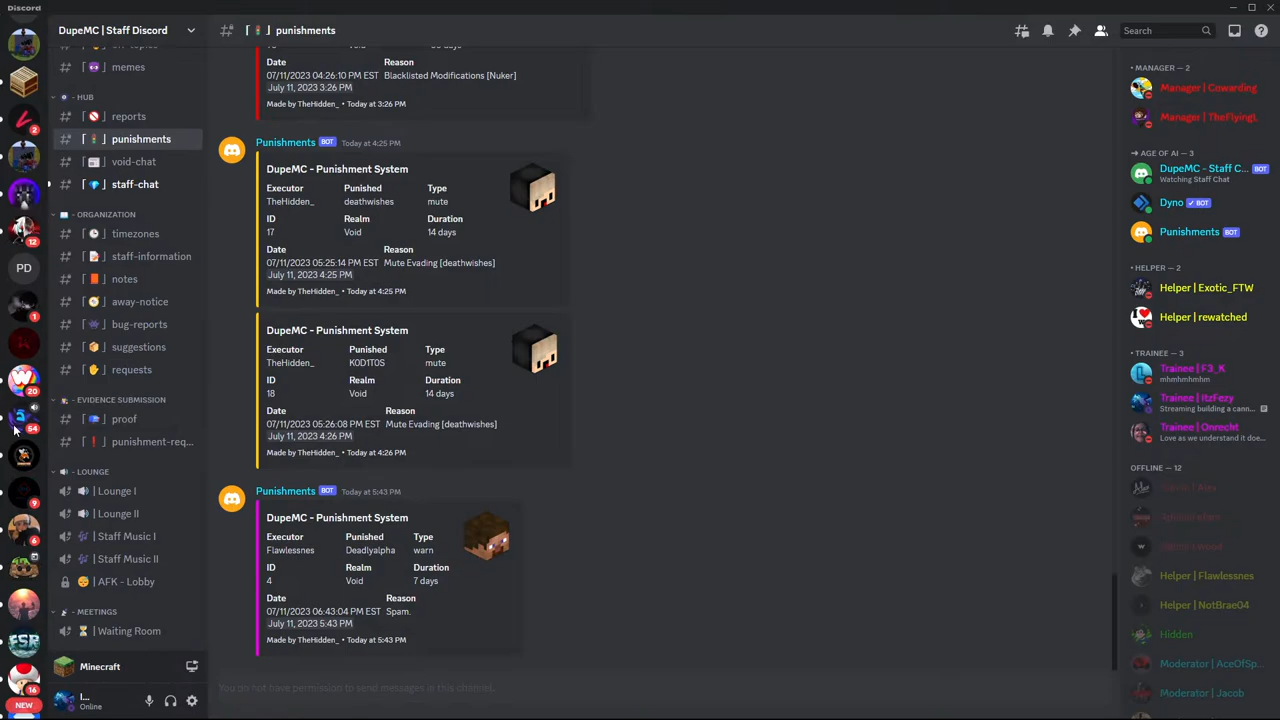 Discord
DupeMC | Staff Discord
memes
- HUB
reports
punishments
void-chat
staff-chat
- ORGANIZATION
timezones
staff-information
notes
away-notice
bug-reports
suggestions
requests
- EVIDENCE SUBMISSION
proof
punishment-req...
- LOUNGE
| Lounge I
| Lounge II
| Staff Music I
| Staff Music II
| AFK - Lobby
- MEETINGS
| Waiting Room
Minecraft
I...
Online
2
12
PD
1
20
54
9
6
16
NEW
punishments
Search
Date Reason
07/11/2023 04:26:10 PM EST Blacklisted Modifications [Nuker]
July 11, 2023 3:26 PM
Made by TheHidden_ • Today at 3:26 PM
Punishments BOT Today at 4:25 PM
DupeMC - Punishment System
Executor Punished Type
TheHidden_ deathwishes mute
ID Realm Duration
17 Void 14 days
Date Reason
07/11/2023 05:25:14 PM EST Mute Evading [deathwishes]
July 11, 2023 4:25 PM
Made by TheHidden_ • Today at 4:25 PM
DupeMC - Punishment System
Executor Punished Type
TheHidden_ K0D1T0S mute
ID Realm Duration
18 Void 14 days
Date Reason
07/11/2023 05:26:08 PM EST Mute Evading [deathwishes]
July 11, 2023 4:26 PM
Made by TheHidden_ • Today at 4:26 PM
Punishments BOT Today at 5:43 PM
DupeMC - Punishment System
Executor Punished Type
Flawlessnes Deadlyalpha warn
ID Realm Duration
4 Void 7 days
Date Reason
07/11/2023 06:43:04 PM EST Spam.
July 11, 2023 5:43 PM
Made by TheHidden_ • Today at 5:43 PM
You do not have permission to send messages in this channel.
MANAGER — 2
Manager | Cowarding
Manager | TheFlyingL
AGE OF AI — 3
DupeMC - Staff C... BOT
Watching Staff Chat
Dyno BOT
Punishments BOT
HELPER — 2
Helper | Exotic_FTW
Helper | rewatched
TRAINEE — 3
Trainee | F3_K
mhmhmhmhm
Trainee | ItzFezy
Streaming building a cann...
Trainee | Onrecht
Love as we understand it doe...
OFFLINE — 12
Helper | Flawlessnes
Helper | NotBrae04
Hidden
Moderator | AceOfSp...
Moderator | Jacob